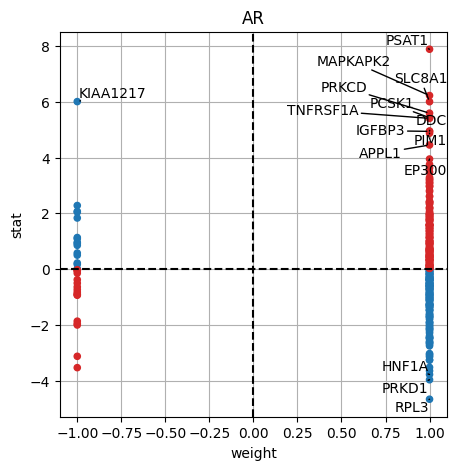 AR
PSAT1
MAPKAPK2
SLC8A1
PRKCD
KIAA1217
PCSK1
TNFRSF1A
DDC
IGFBP3
PIM1
APPL1
EP300
HNF1A
PRKD1
RPL3
8
6
4
2
0
−2
−4
stat
−1.00 −0.75 −0.50 −0.25 0.00 0.25 0.50 0.75 1.00
weight